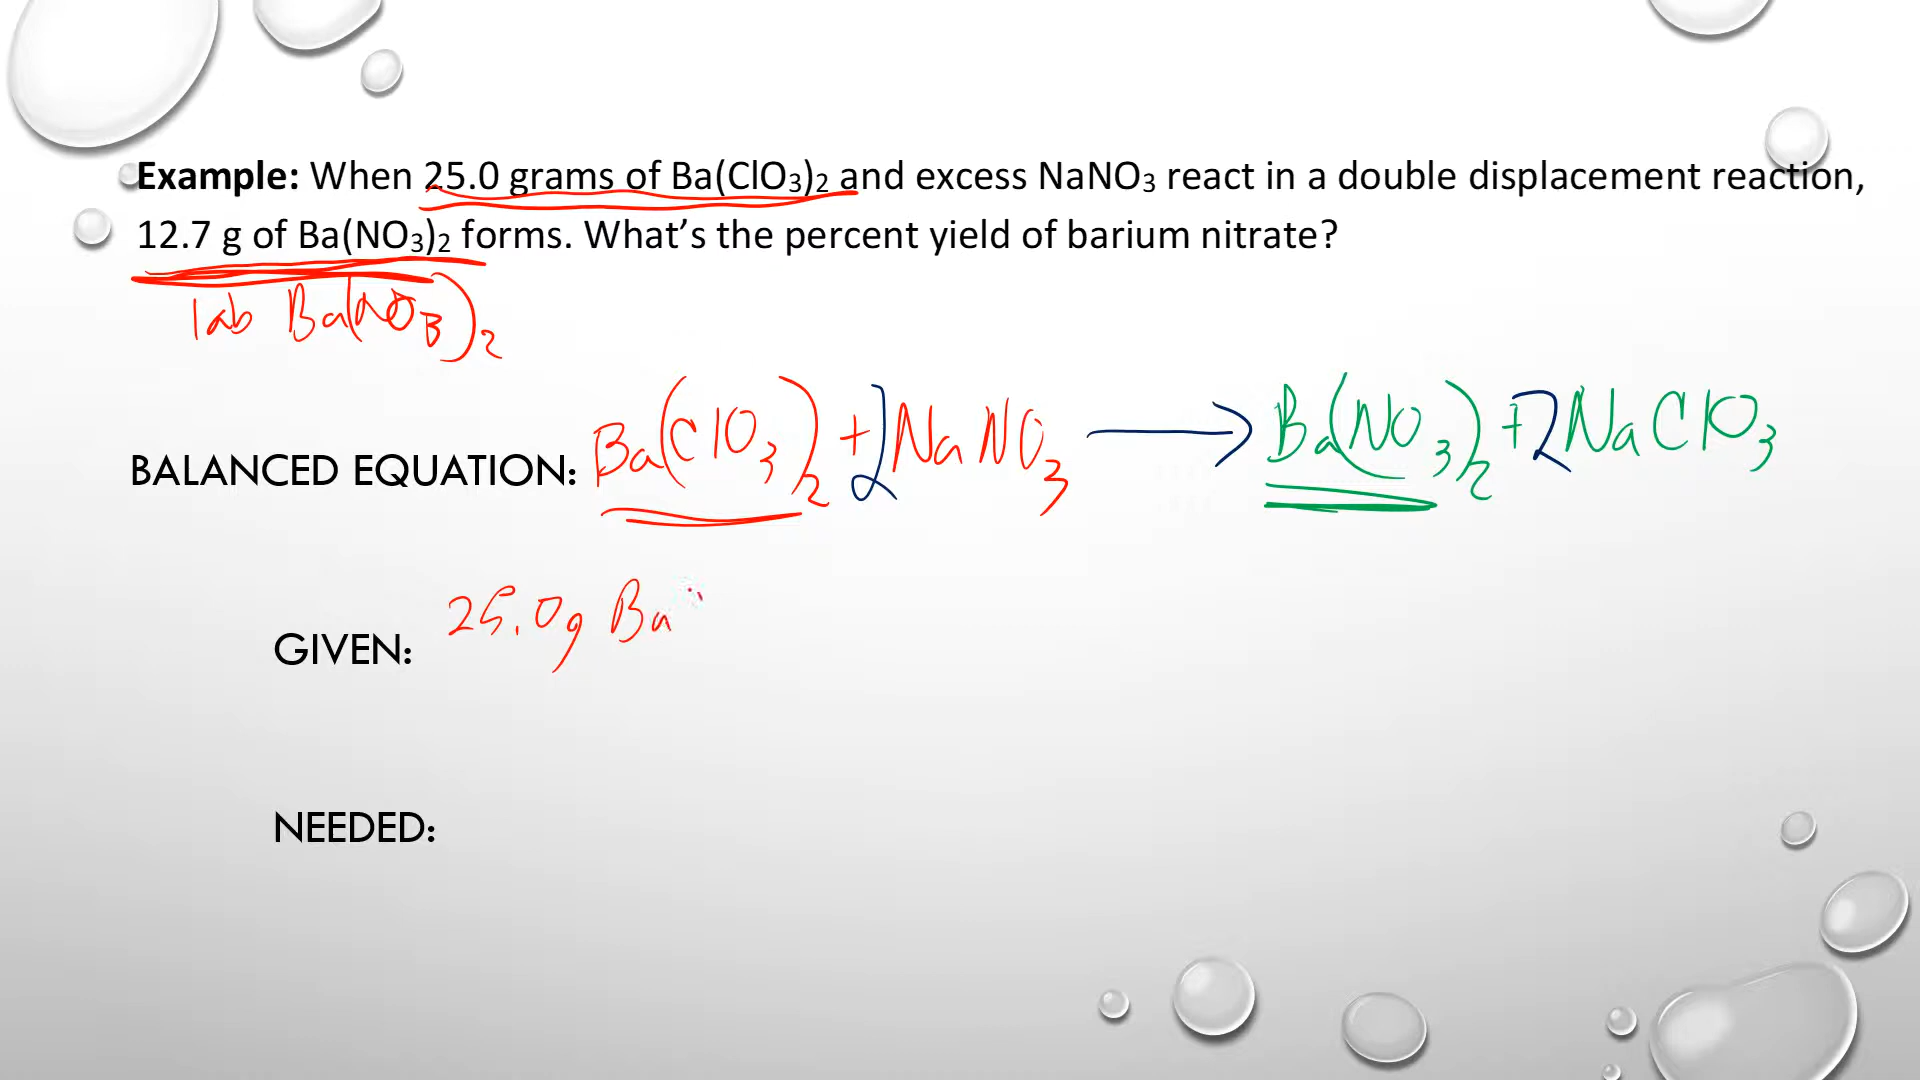 Example: When 25.0 grams of Ba(ClO₃)₂ and excess NaNO₃ react in a double displacement reaction,
12.7 g of Ba(NO₃)₂ forms. What’s the percent yield of barium nitrate?
lab Ba(NO₃)₂
BALANCED EQUATION: Ba(ClO₃)₂ + 2NaNO₃ → Ba(NO₃)₂ + 2NaClO₃
GIVEN: 25.0g Ba
NEEDED: